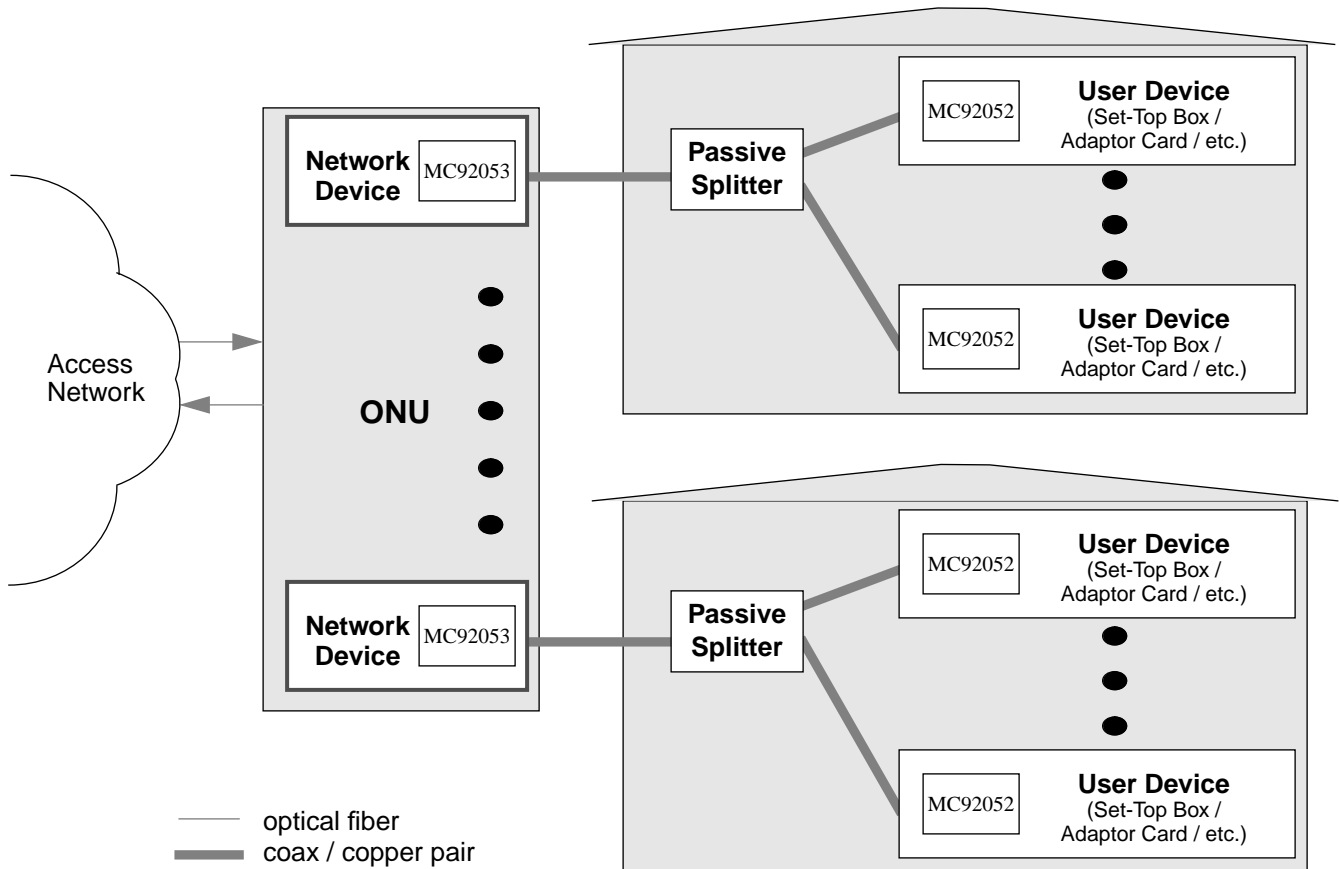 Access
Network
ONU
Network
Device
MC92053
Passive
Splitter
MC92052
User Device
(Set-Top Box /
Adaptor Card / etc.)
MC92052
User Device
(Set-Top Box /
Adaptor Card / etc.)
Network
Device
MC92053
Passive
Splitter
MC92052
User Device
(Set-Top Box /
Adaptor Card / etc.)
MC92052
User Device
(Set-Top Box /
Adaptor Card / etc.)
optical fiber
coax / copper pair